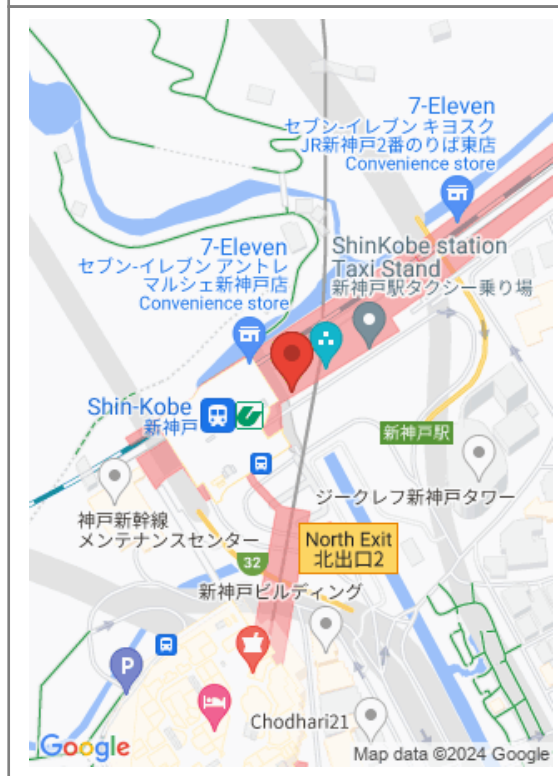 7-Eleven
セブン-イレブン キヨスク
JR新神戸2番のりば東店
Convenience store
7-Eleven
セブン-イレブン アントレ
マルシェ新神戸店
Convenience store
ShinKobe station
Taxi Stand
新神戸駅タクシー乗り場
Shin-Kobe
新神戸
新神戸駅
ジークレフ新神戸タワー
神戸新幹線
メンテナンスセンター
North Exit
北出口2
32
新神戸ビルディング
P
Chodhari21
Google
Map data ©2024 Google